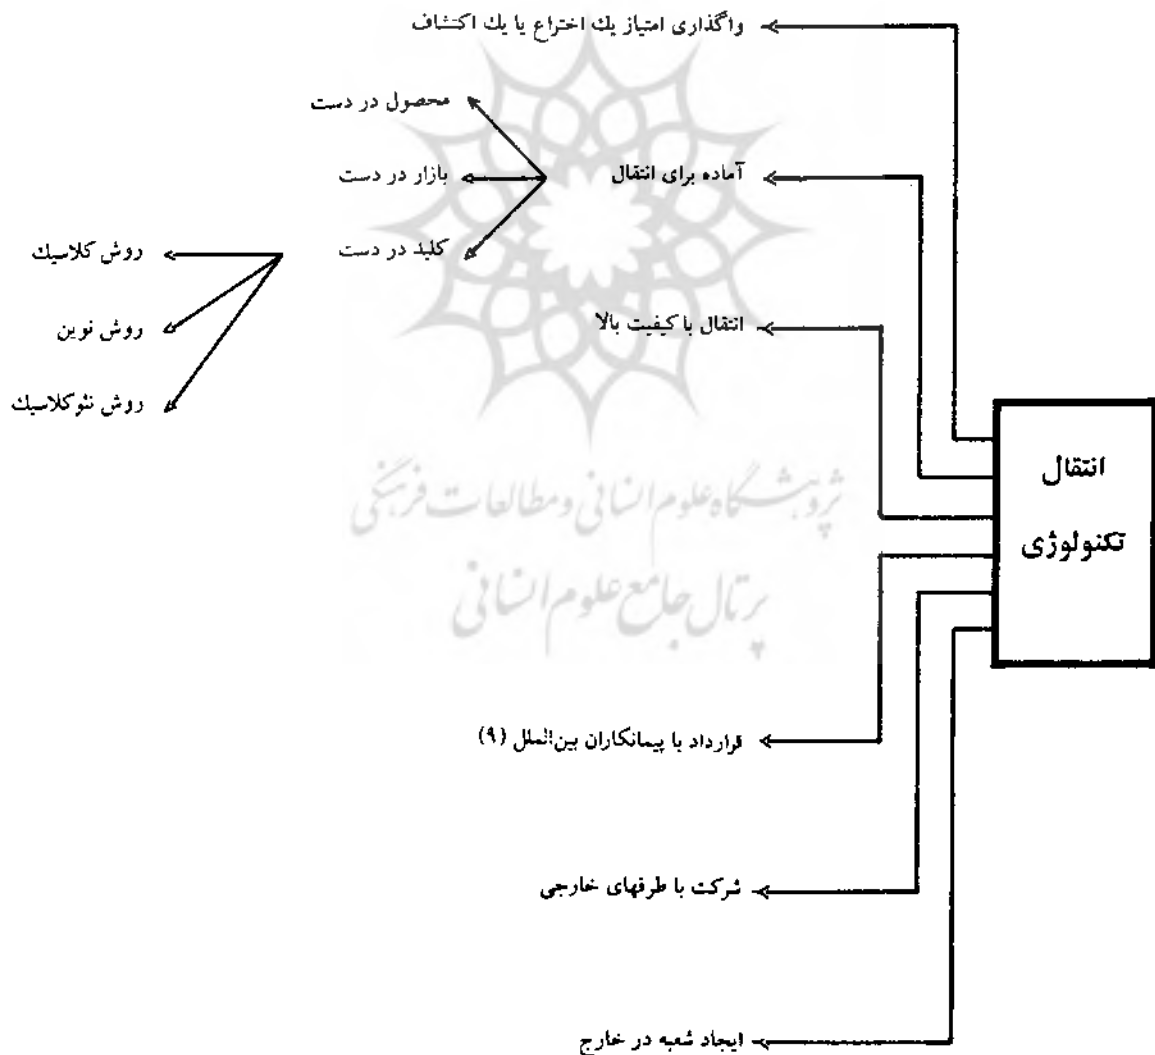 واگذاری امتیاز یك اختراع یا یك اکتشاف
محصول در دست
آماده برای انتقال
بازار در دست
کلید در دست
روش کلاسیك
روش نوین
انتقال با کیفیت بالا
روش نئوکلاسیك
انتقال
تکنولوژی
پژوهشگاه علوم انسانی و مطالعات فرهنگی
پرتال جامع علوم انسانی
قرارداد با پیمانکاران بین‌الملل (۹)
شرکت با طرفهای خارجی
ایجاد شعبه در خارج